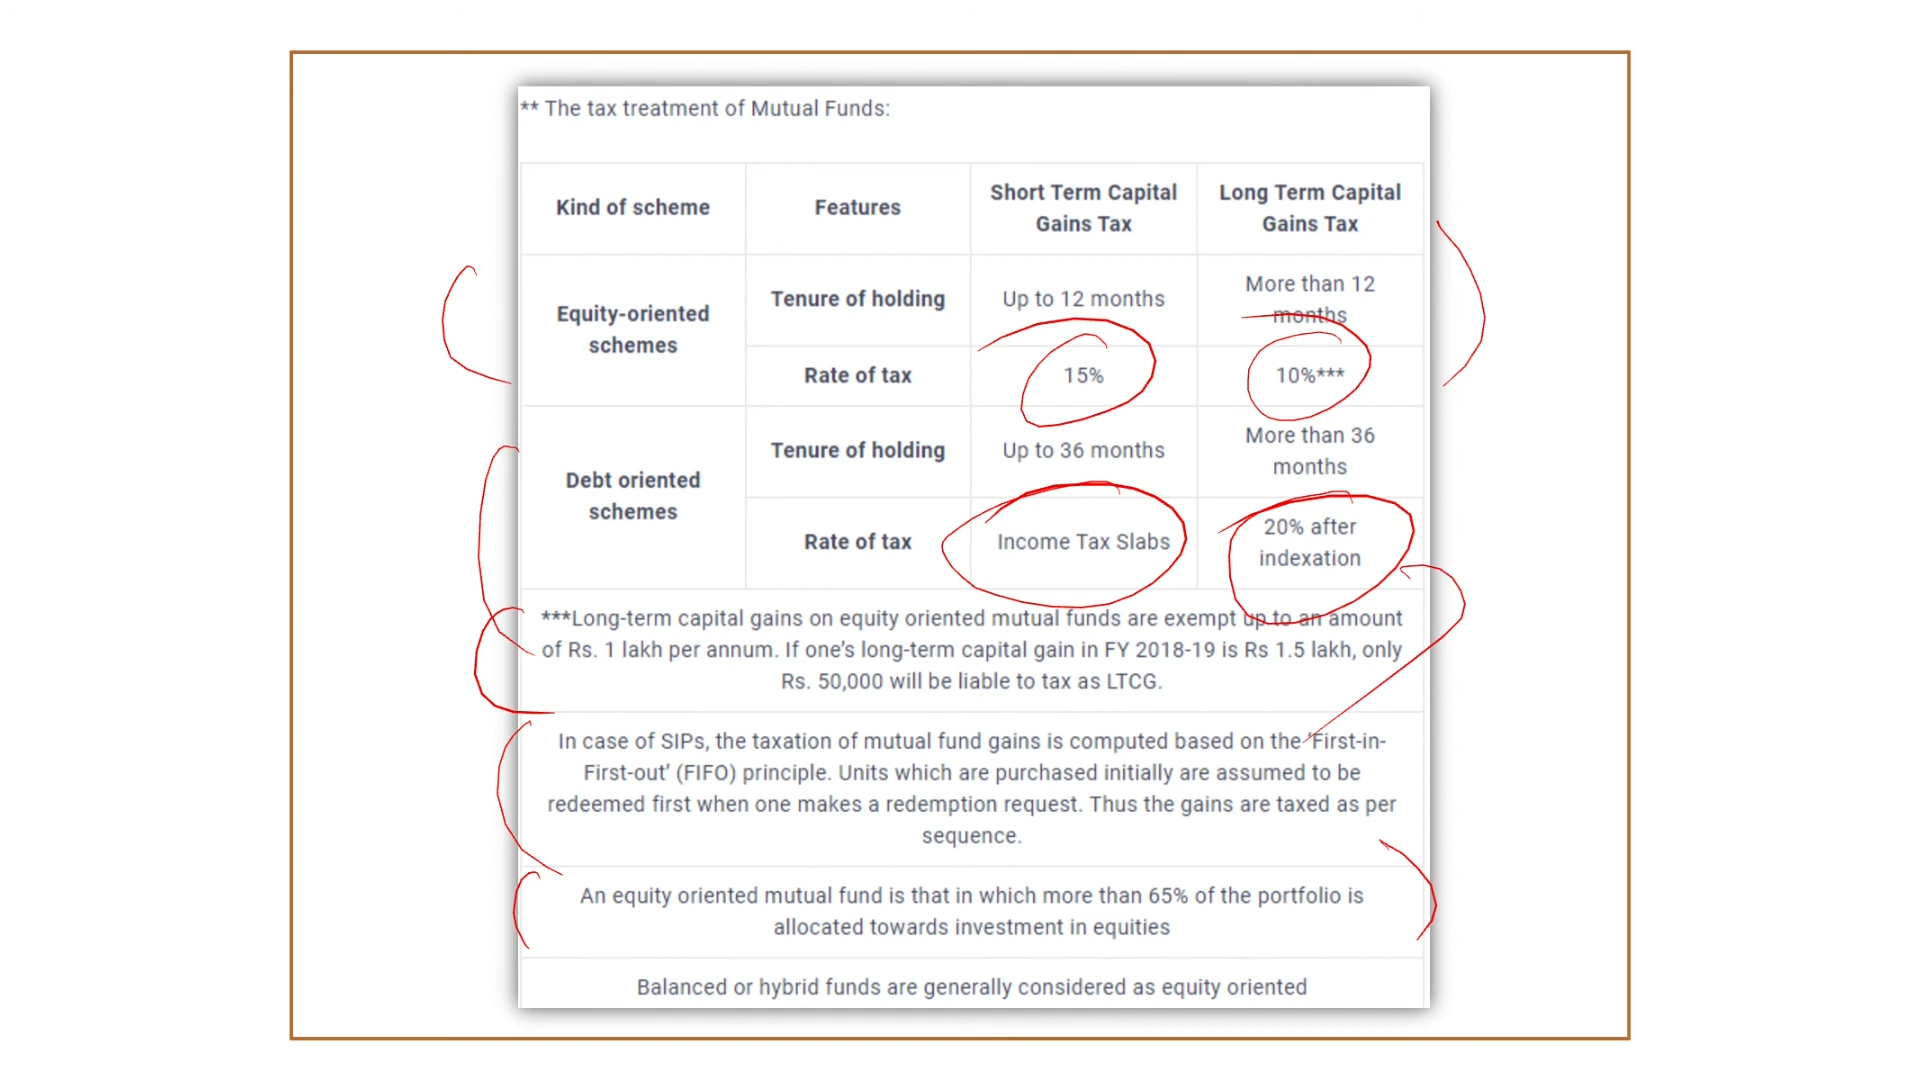 ** The tax treatment of Mutual Funds:
Kind of scheme
Features
Short Term Capital
Gains Tax
Long Term Capital
Gains Tax
Equity-oriented
schemes
Tenure of holding
Up to 12 months
More than 12
months
Rate of tax
15%
10%***
Debt oriented
schemes
Tenure of holding
Up to 36 months
More than 36
months
Rate of tax
Income Tax Slabs
20% after
indexation
***Long-term capital gains on equity oriented mutual funds are exempt up to an amount
of Rs. 1 lakh per annum. If one’s long-term capital gain in FY 2018-19 is Rs 1.5 lakh, only
Rs. 50,000 will be liable to tax as LTCG.
In case of SIPs, the taxation of mutual fund gains is computed based on the ‘First-in-
First-out’ (FIFO) principle. Units which are purchased initially are assumed to be
redeemed first when one makes a redemption request. Thus the gains are taxed as per
sequence.
An equity oriented mutual fund is that in which more than 65% of the portfolio is
allocated towards investment in equities
Balanced or hybrid funds are generally considered as equity oriented